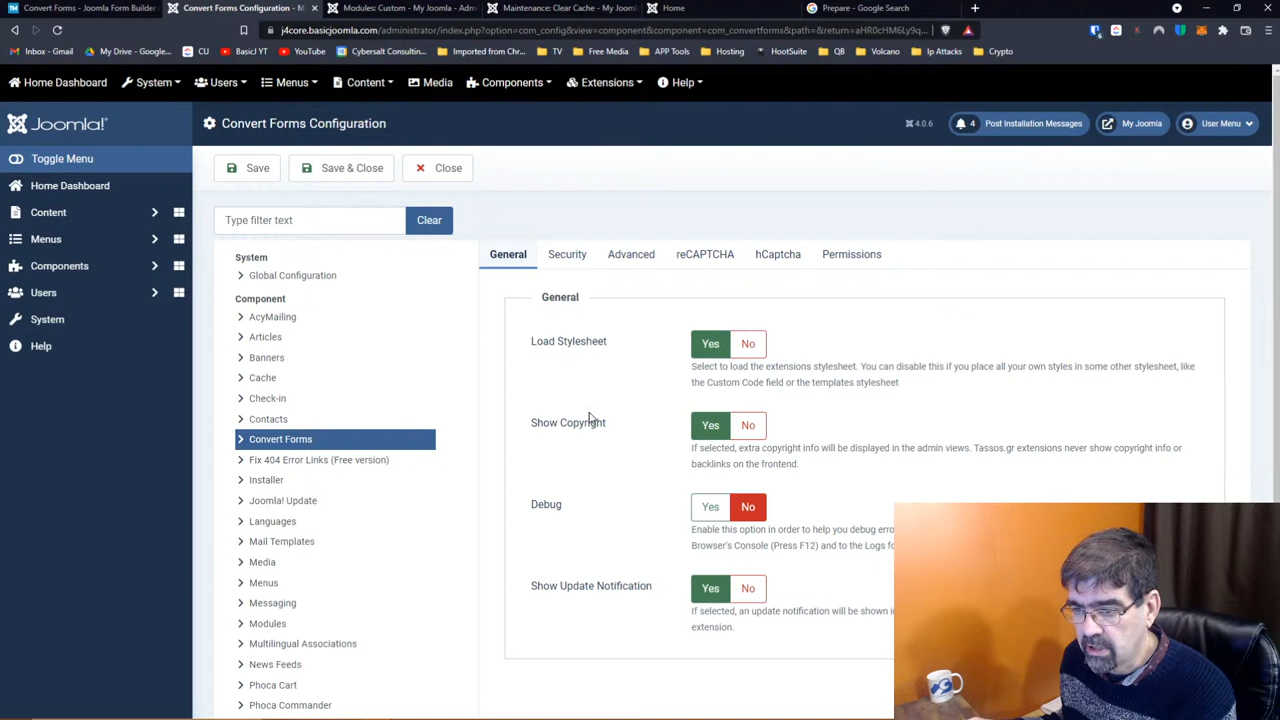 Convert Forms - Joomla Form Builder
Convert Forms Configuration - M
Modules: Custom - My Joomla - Adm
Maintenance: Clear Cache - My Jooml
Home
Prepare - Google Search
j4core.basicjoomla.com/administrator/index.php?option=com_config&view=component&component=com_convertforms&path=&return=aHR0cHM6Ly9q...
Inbox - Gmail
My Drive - Google...
CU
BasicJ YT
YouTube
Cybersalt Consulting...
Imported from Chr...
TV
Free Media
APP Tools
Hosting
HootSuite
QB
Volcano
Ip Attacks
Crypto
Home Dashboard
System
Users
Menus
Content
Media
Components
Extensions
Help
Joomla!
Convert Forms Configuration
4.0.6
4
Post Installation Messages
My Joomla
User Menu
Toggle Menu
Save
Save & Close
Close
Home Dashboard
Content
Menus
Components
Users
System
Help
Type filter text
Clear
System
Global Configuration
Component
AcyMailing
Articles
Banners
Cache
Check-in
Contacts
Convert Forms
Fix 404 Error Links (Free version)
Installer
Joomla! Update
Languages
Mail Templates
Media
Menus
Messaging
Modules
Multilingual Associations
News Feeds
Phoca Cart
Phoca Commander
General
Security
Advanced
reCAPTCHA
hCaptcha
Permissions
General
Load Stylesheet
Yes
No
Select to load the extensions stylesheet. You can disable this if you place all your own styles in some other stylesheet, like
the Custom Code field or the templates stylesheet
Show Copyright
Yes
No
If selected, extra copyright info will be displayed in the admin views. Tassos.gr extensions never show copyright info or
backlinks on the frontend.
Debug
Yes
No
Enable this option in order to help you debug erro
Browser's Console (Press F12) and to the Logs fo
Show Update Notification
Yes
No
If selected, an update notification will be shown i
extension.